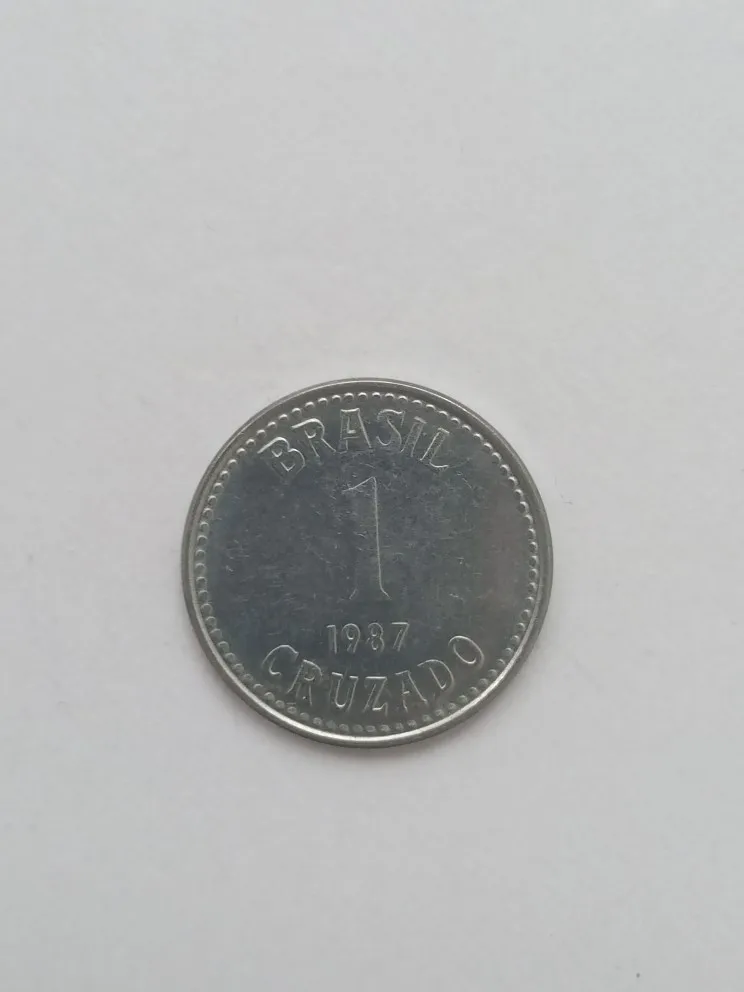 BRASIL
1
1987
CRUZADO